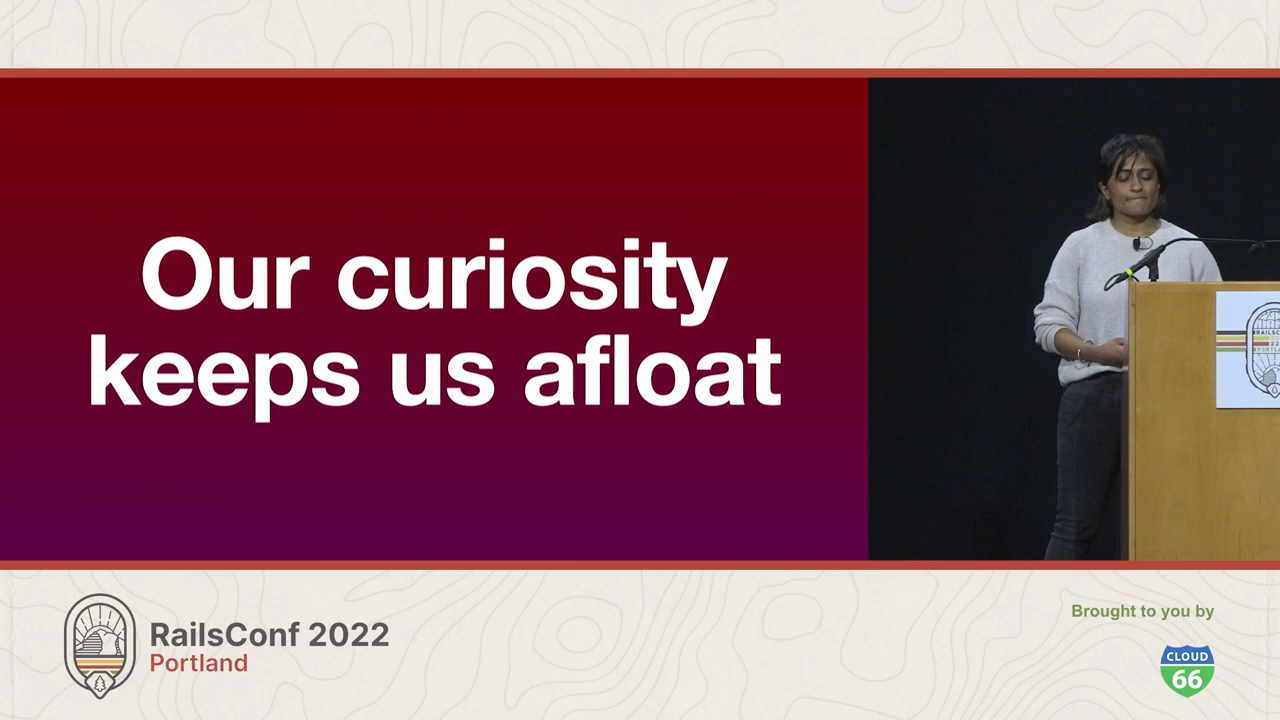 Our curiosity
keeps us afloat
RailsConf 2022
Portland
Brought to you by
CLOUD
66